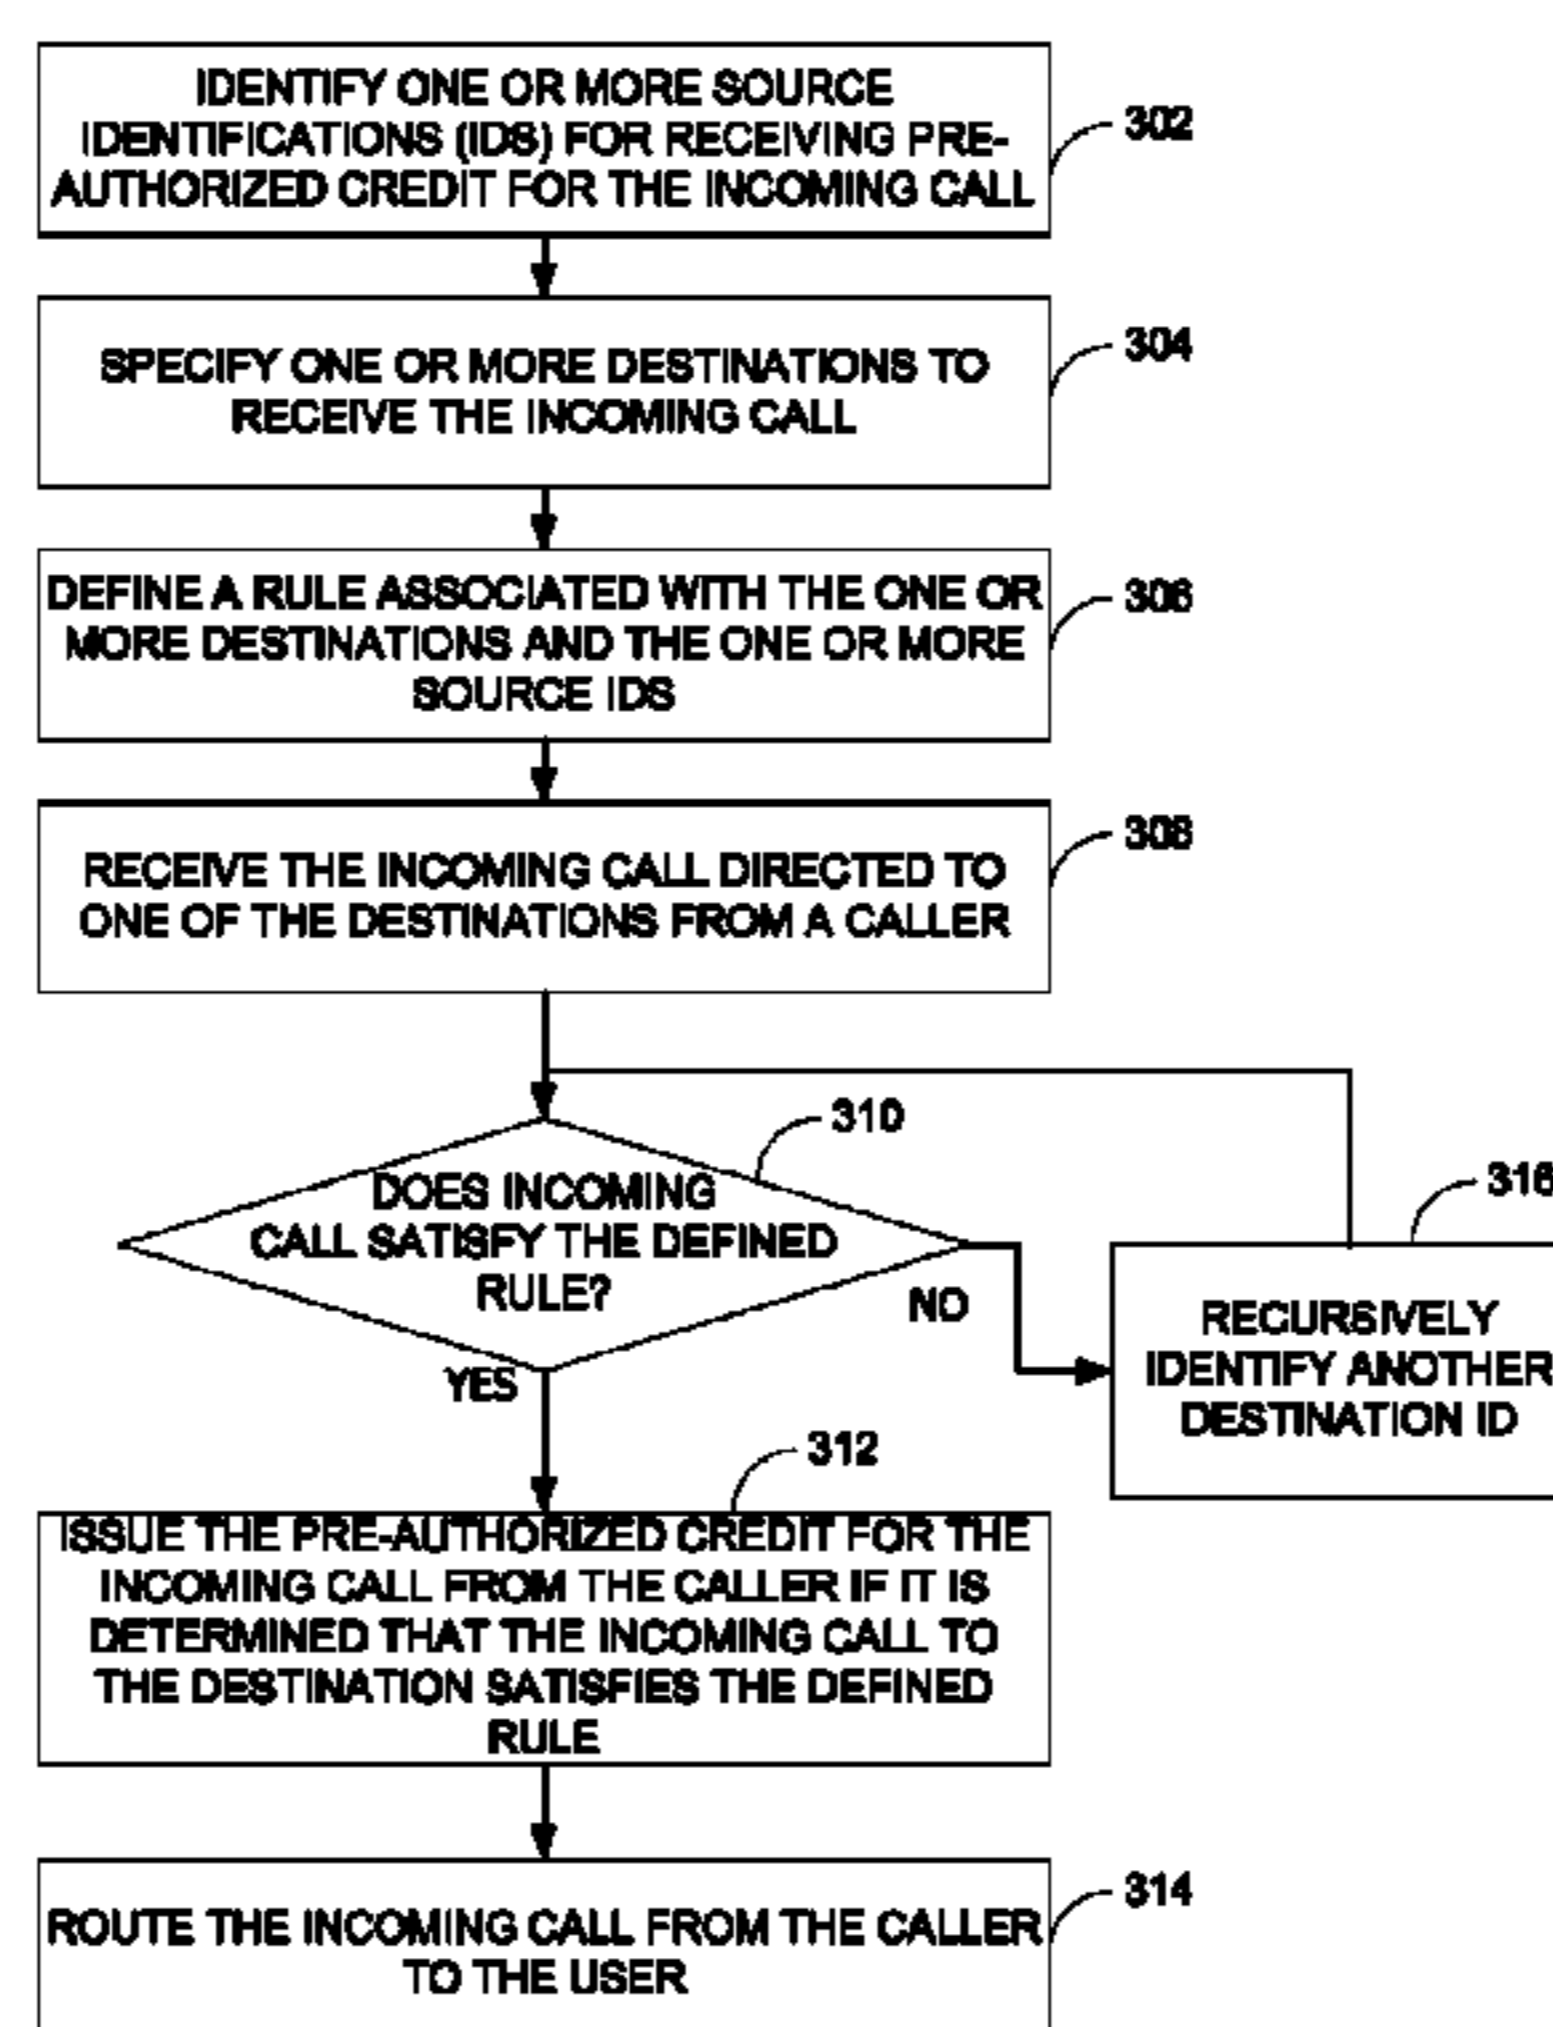 IDENTIFY ONE OR MORE SOURCE
IDENTIFICATIONS (IDS) FOR RECEIVING PRE-
AUTHORIZED CREDIT FOR THE INCOMING CALL
302
SPECIFY ONE OR MORE DESTINATIONS TO
RECEIVE THE INCOMING CALL
304
DEFINE A RULE ASSOCIATED WITH THE ONE OR
MORE DESTINATIONS AND THE ONE OR MORE
SOURCE IDS
306
RECEIVE THE INCOMING CALL DIRECTED TO
ONE OF THE DESTINATIONS FROM A CALLER
308
310
DOES INCOMING
CALL SATISFY THE DEFINED
RULE?
NO
YES
316
RECURSIVELY
IDENTIFY ANOTHER
DESTINATION ID
312
ISSUE THE PRE-AUTHORIZED CREDIT FOR THE
INCOMING CALL FROM THE CALLER IF IT IS
DETERMINED THAT THE INCOMING CALL TO
THE DESTINATION SATISFIES THE DEFINED
RULE
ROUTE THE INCOMING CALL FROM THE CALLER
TO THE USER
314